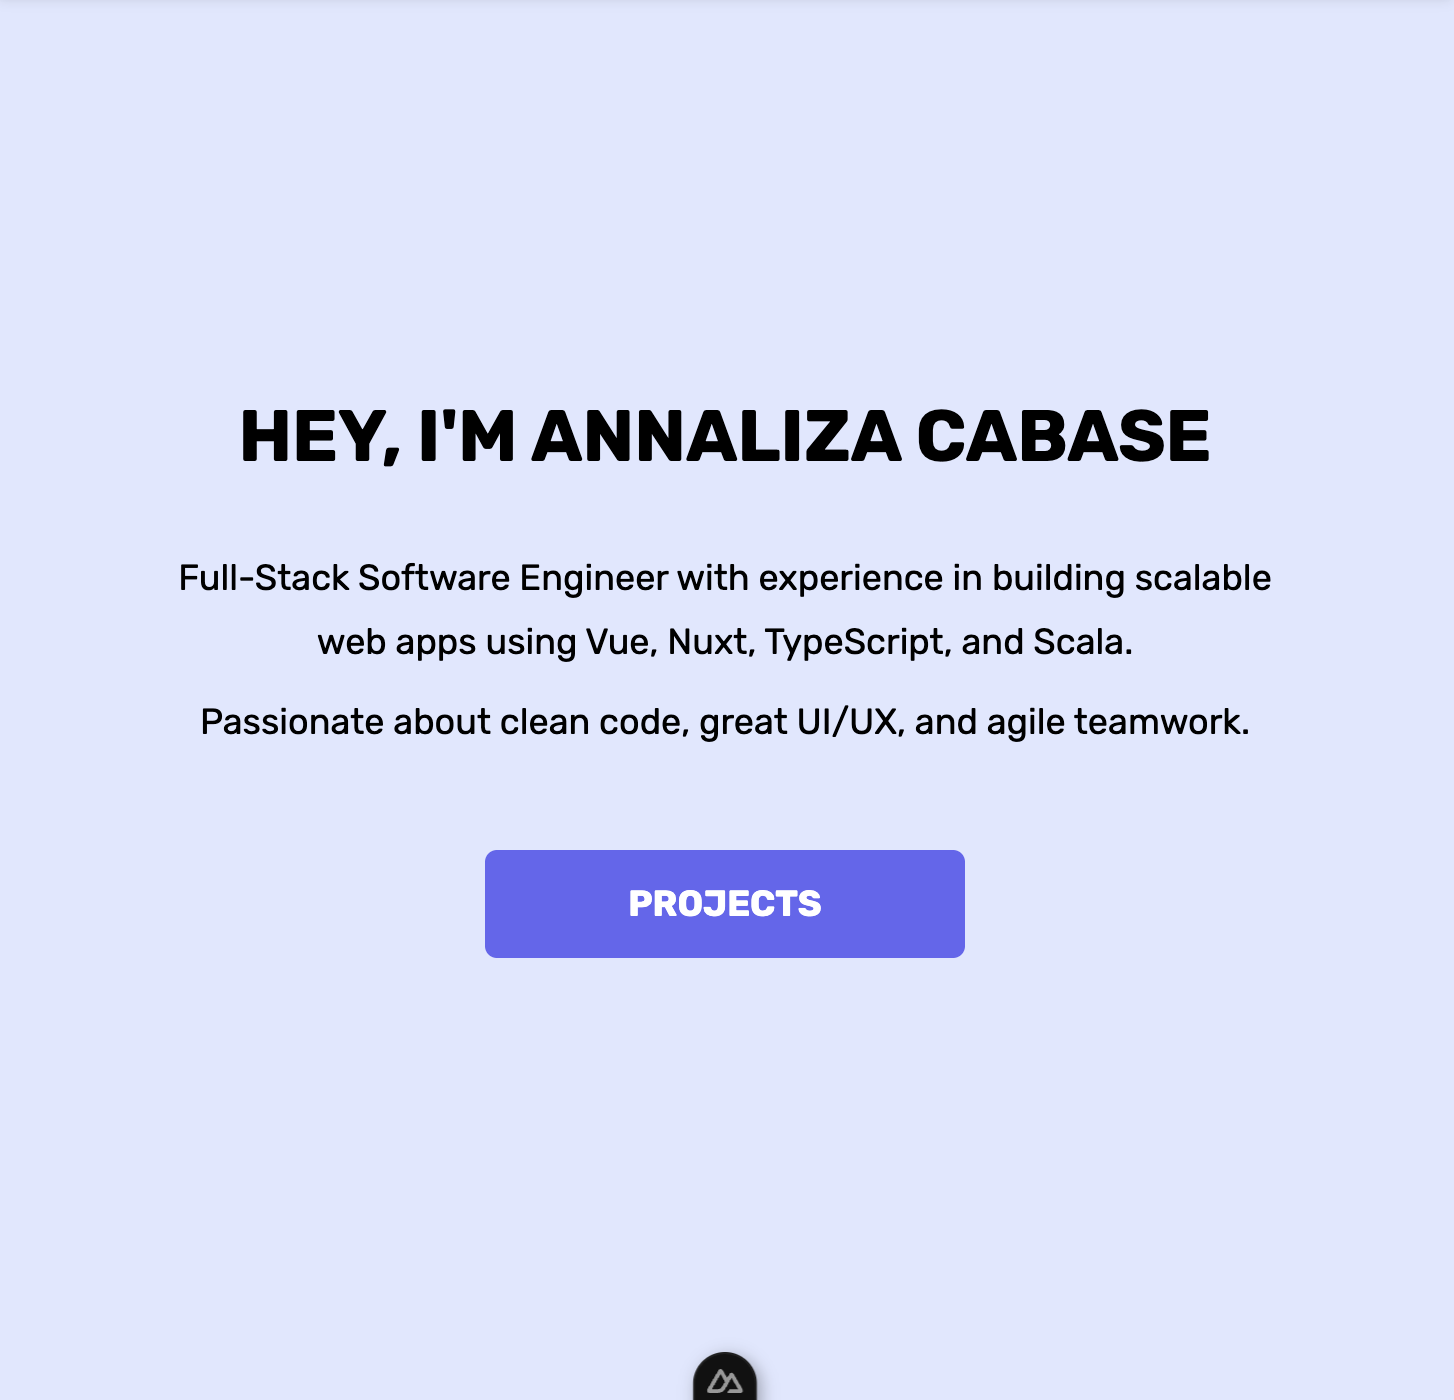 HEY, I'M ANNALIZA CABASE
Full-Stack Software Engineer with experience in building scalable
web apps using Vue, Nuxt, TypeScript, and Scala.
Passionate about clean code, great UI/UX, and agile teamwork.
PROJECTS